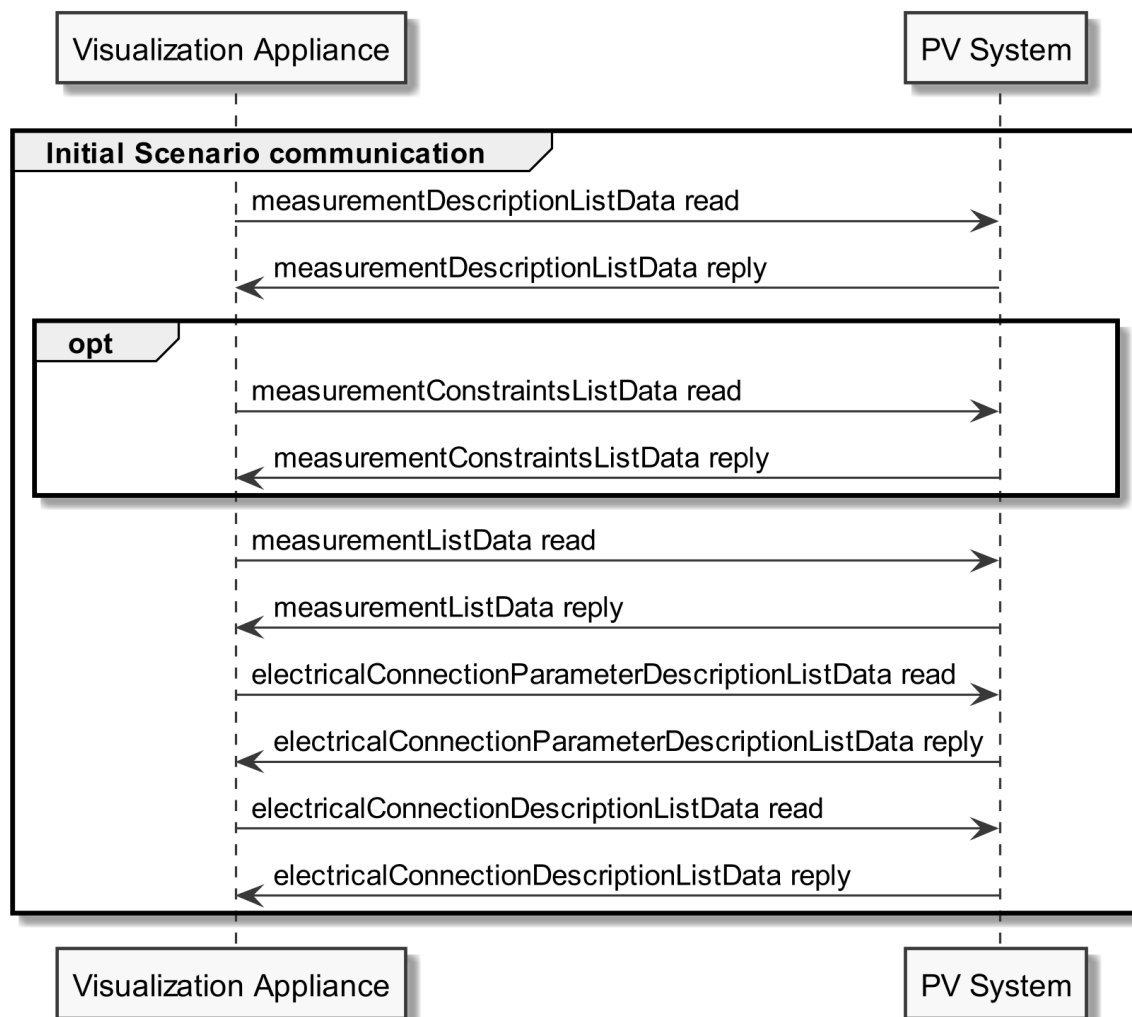 Visualization Appliance
PV System
Initial Scenario communication
measurementDescriptionListData read
measurementDescriptionListData reply
opt
measurementConstraintsListData read
measurementConstraintsListData reply
measurementListData read
measurementListData reply
electricalConnectionParameterDescriptionListData read
electricalConnectionParameterDescriptionListData reply
electricalConnectionDescriptionListData read
electricalConnectionDescriptionListData reply
Visualization Appliance
PV System